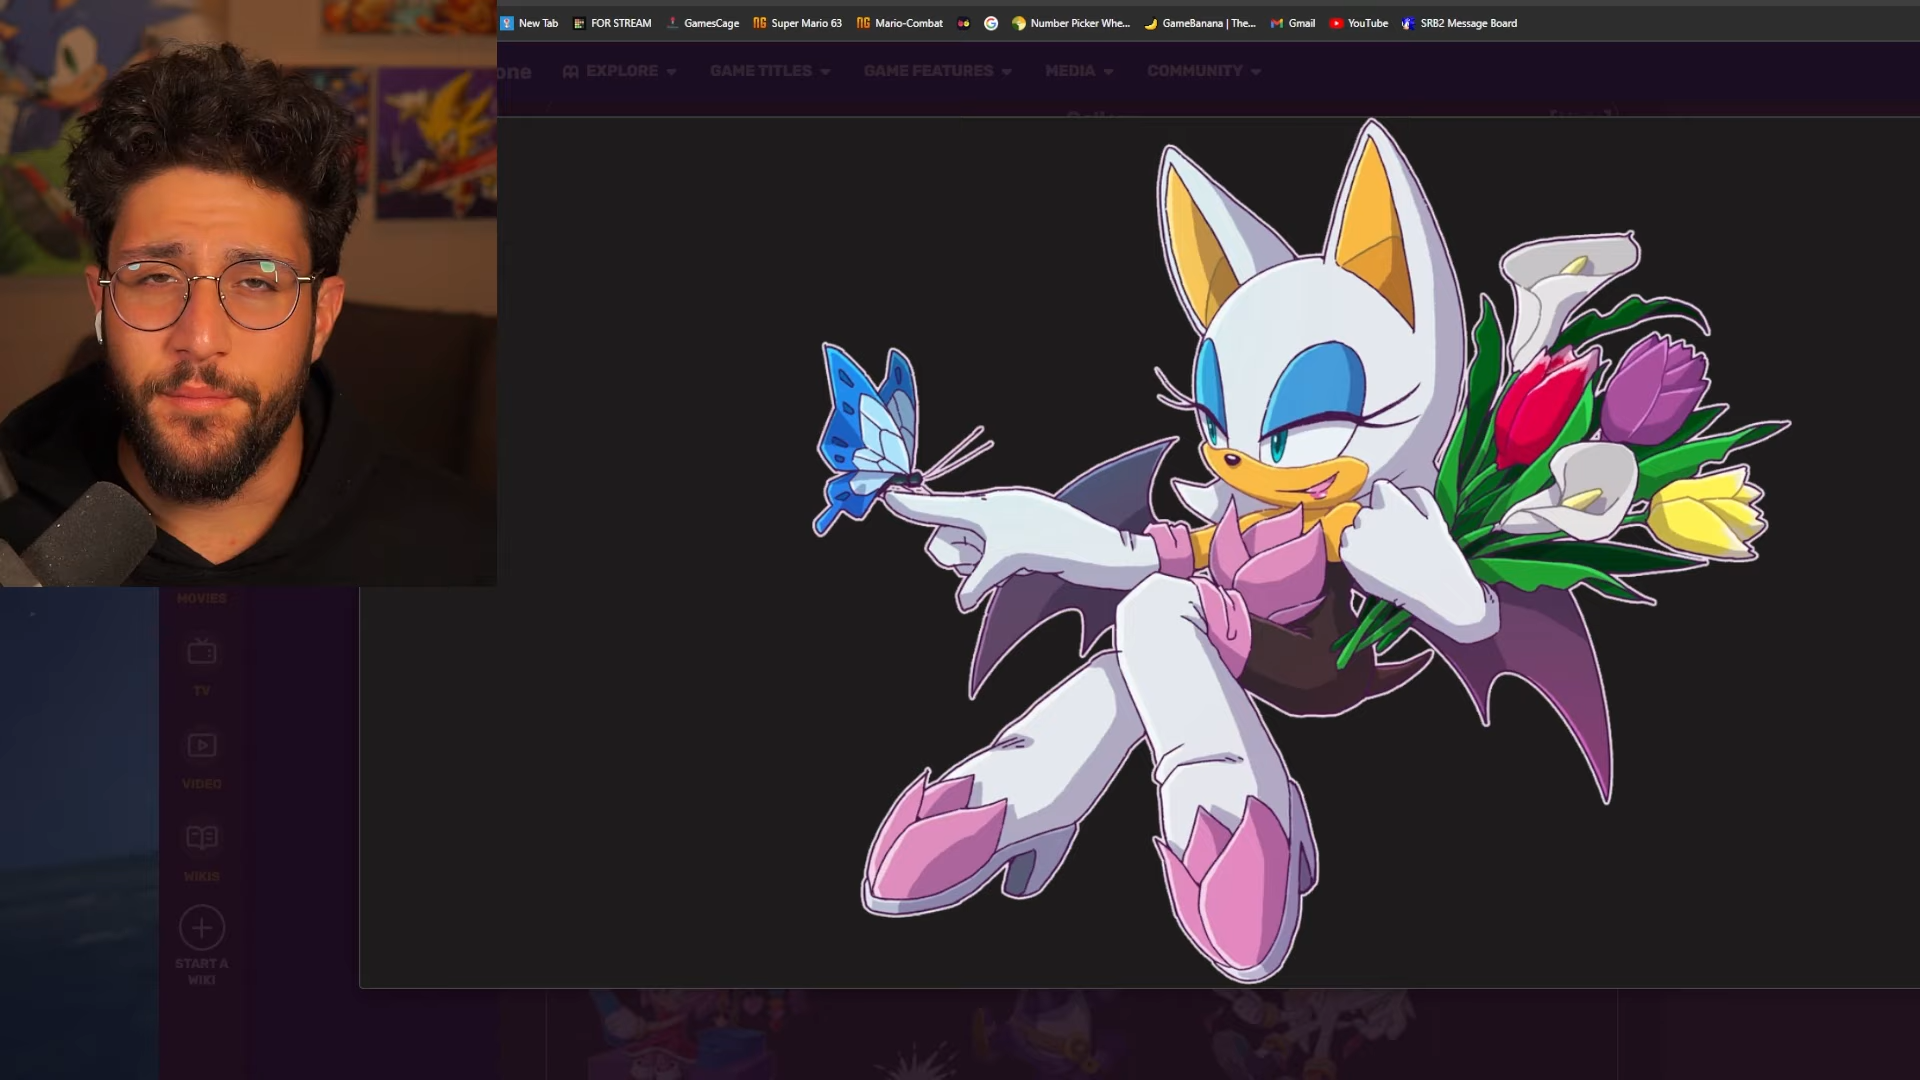 New Tab
FOR STREAM
GamesCage
Super Mario 63
Mario-Combat
Number Picker Whe...
GameBanana | The...
Gmail
YouTube
SRB2 Message Board
one
EXPLORE
GAME TITLES
GAME FEATURES
MEDIA
COMMUNITY
MOVIES
TV
VIDEO
WIKIS
START A
WIKI